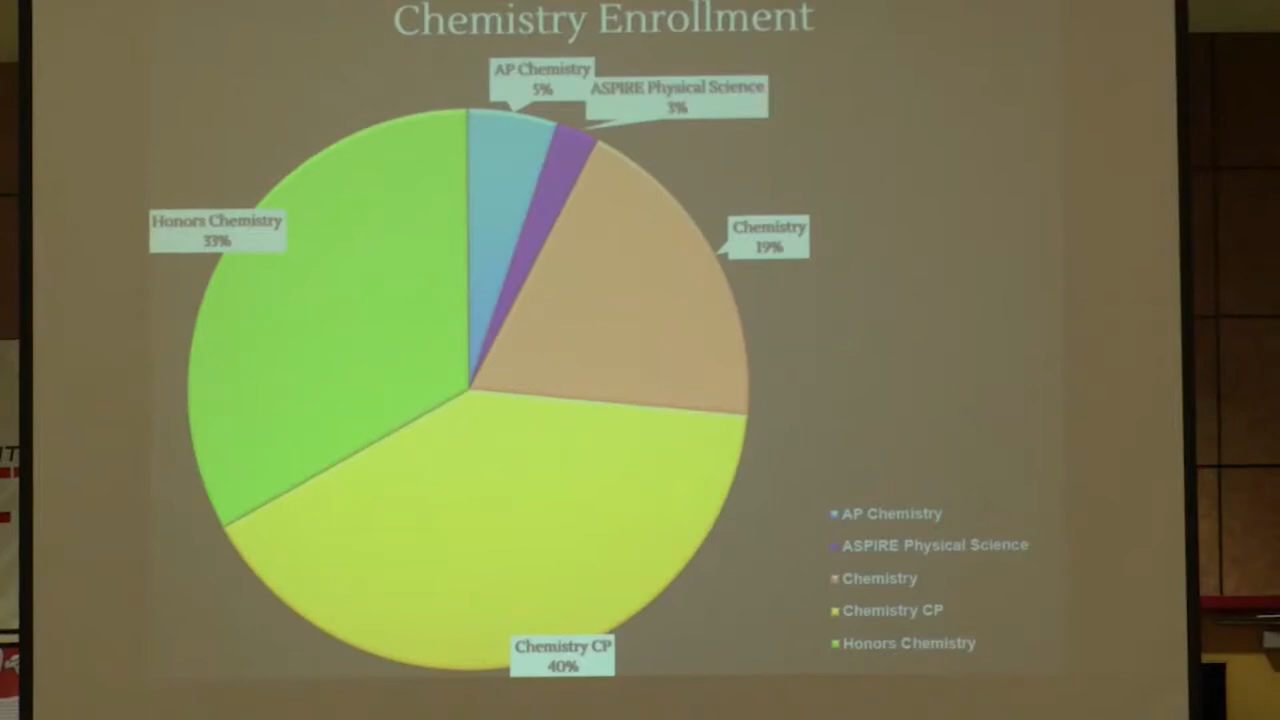 Chemistry Enrollment
AP Chemistry
5%
ASPIRE Physical Science
3%
Honors Chemistry
33%
Chemistry
19%
Chemistry CP
40%
AP Chemistry
ASPIRE Physical Science
Chemistry
Chemistry CP
Honors Chemistry